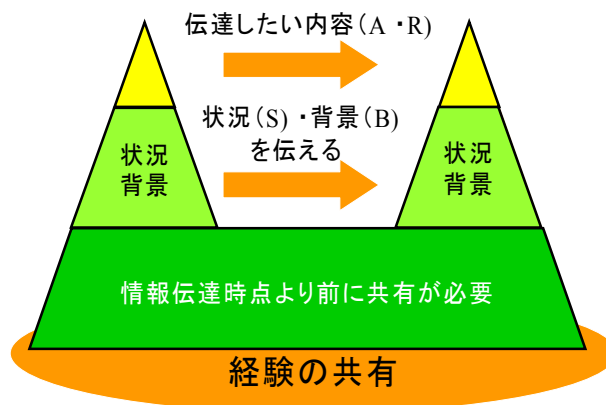 伝達したい内容(A・R)
状況(S)・背景(B)
を伝える
状況
背景
状況
背景
情報伝達時点より前に共有が必要
経験の共有